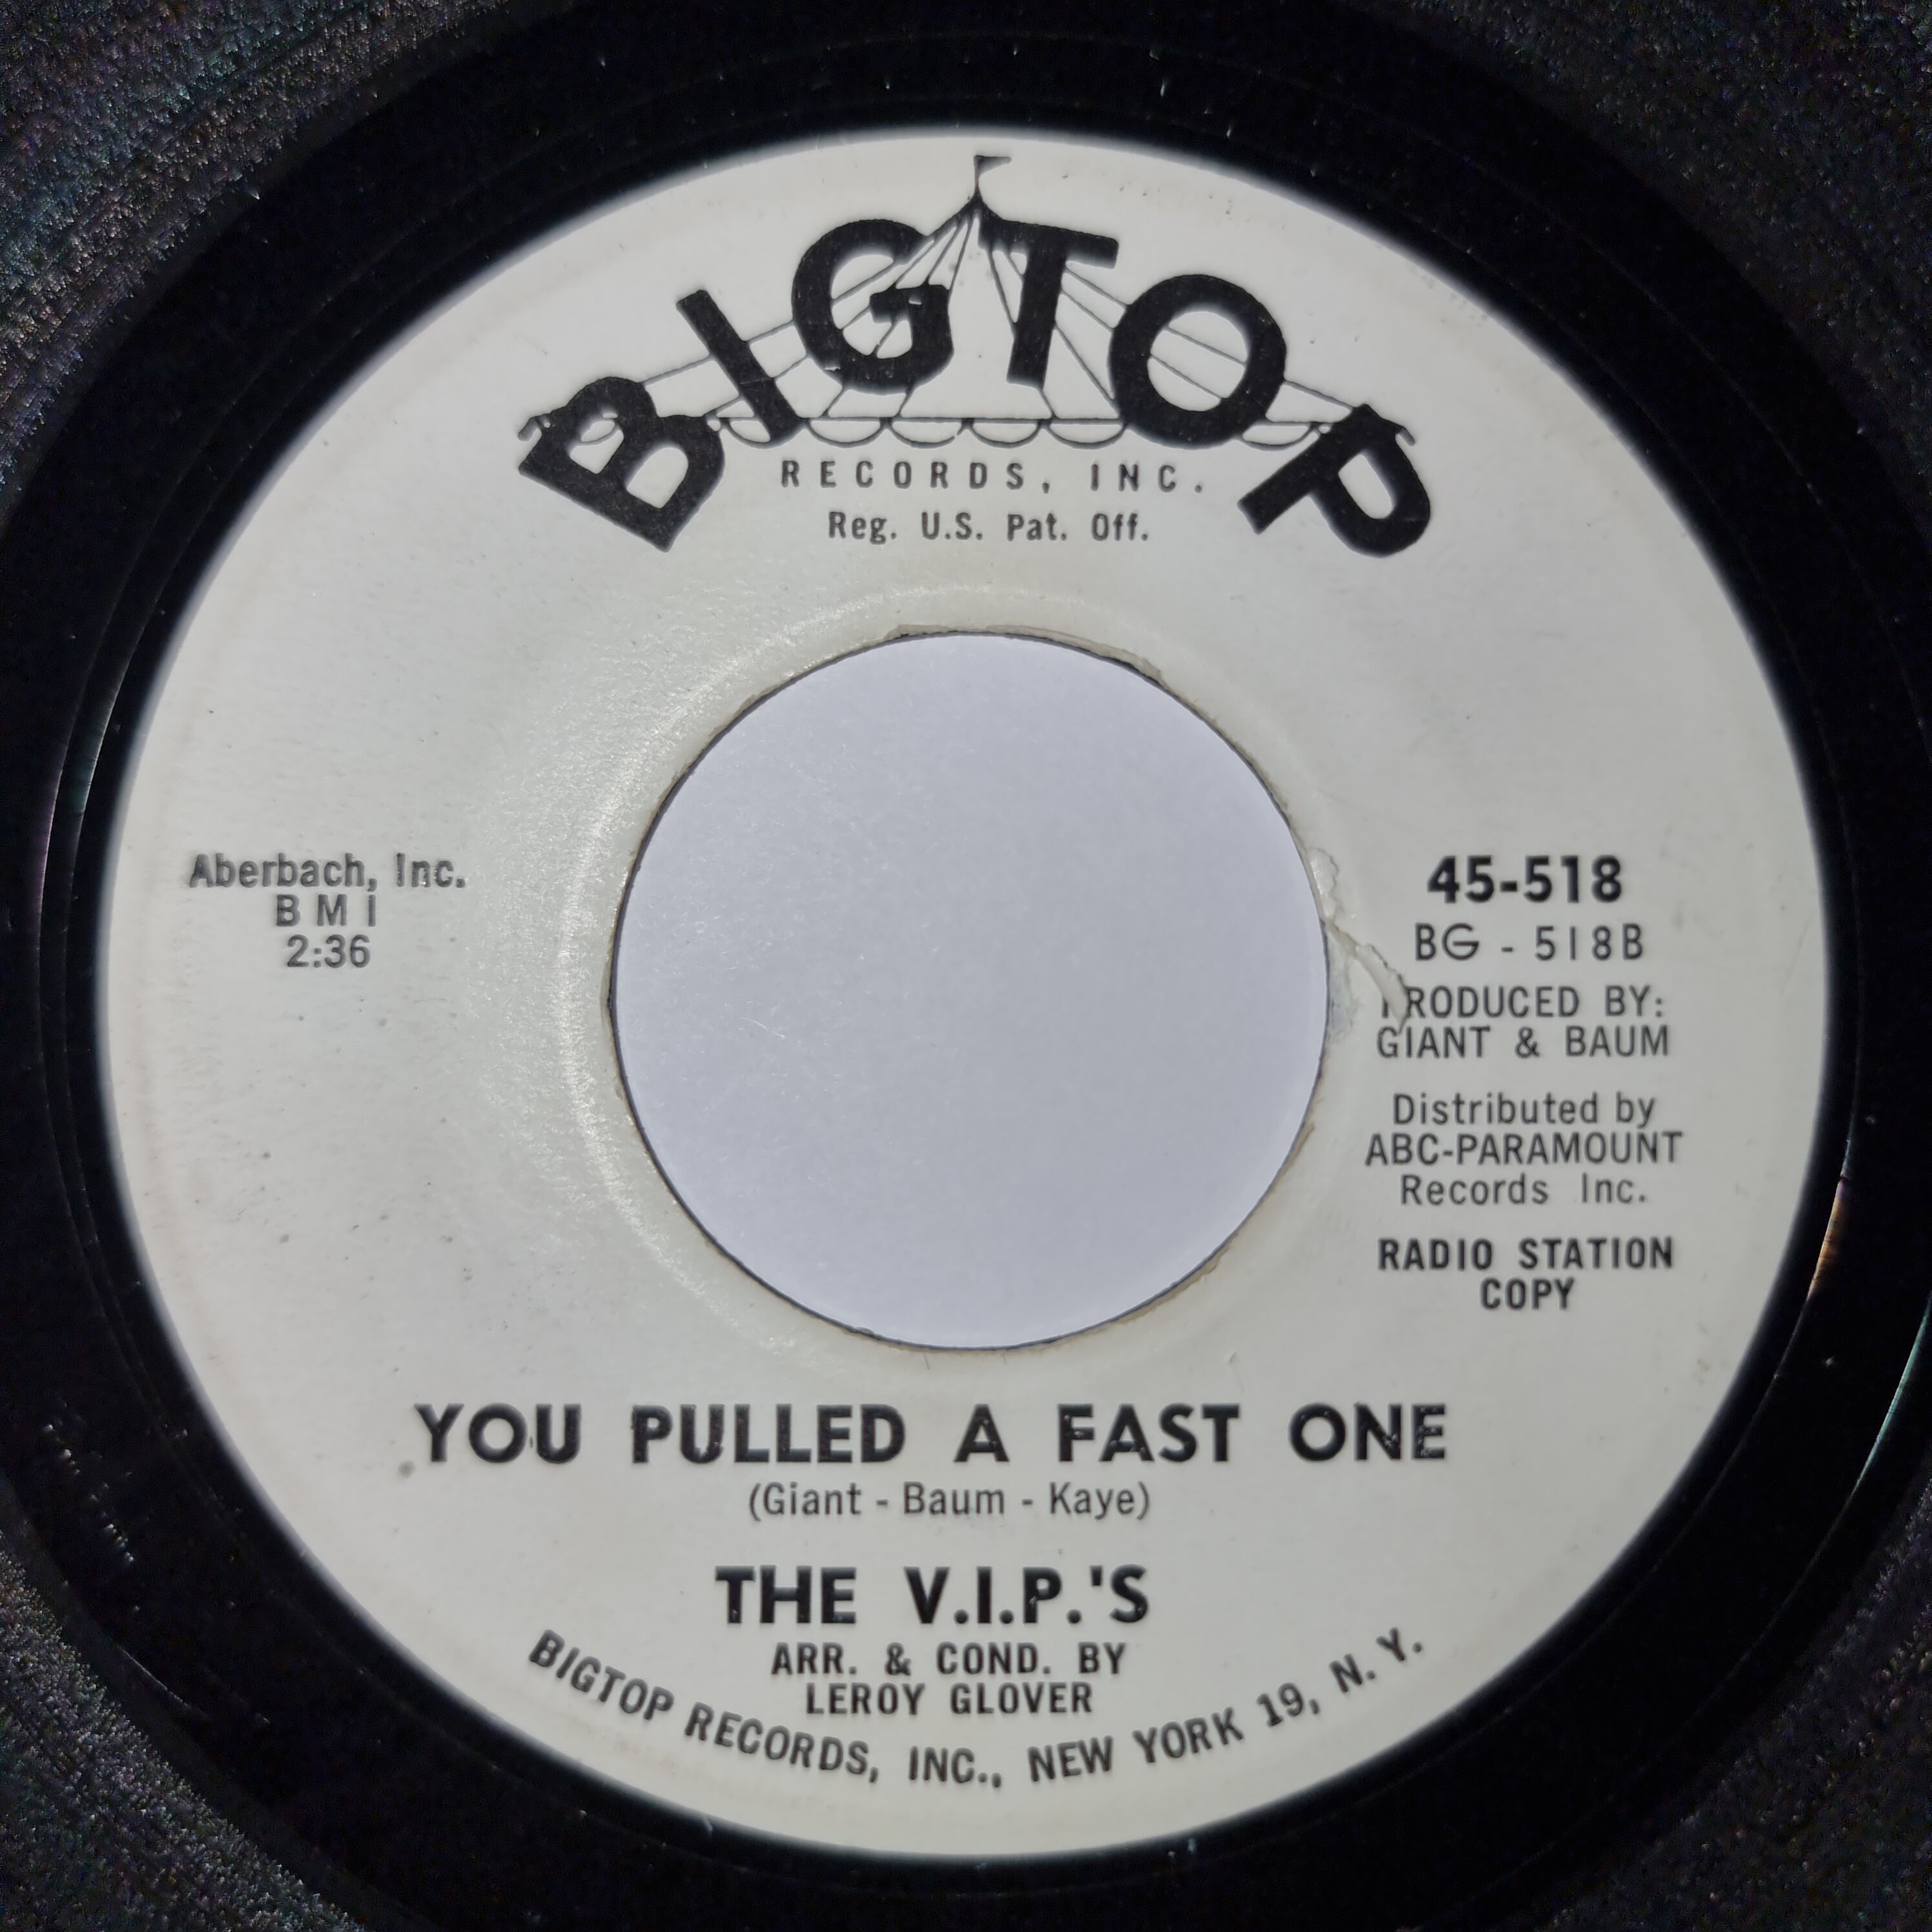 BIGTOP
RECORDS, INC.
Reg. U.S. Pat. Off.
Aberbach, Inc.
BMI
2:36
45-518
BG - 518B
PRODUCED BY:
GIANT & BAUM
Distributed by
ABC-PARAMOUNT
Records Inc.
RADIO STATION
COPY
YOU PULLED A FAST ONE
(Giant - Baum - Kaye)
THE V.I.P.'S
ARR. & COND. BY
LEROY GLOVER
BIGTOP RECORDS, INC., NEW YORK 19, N. Y.